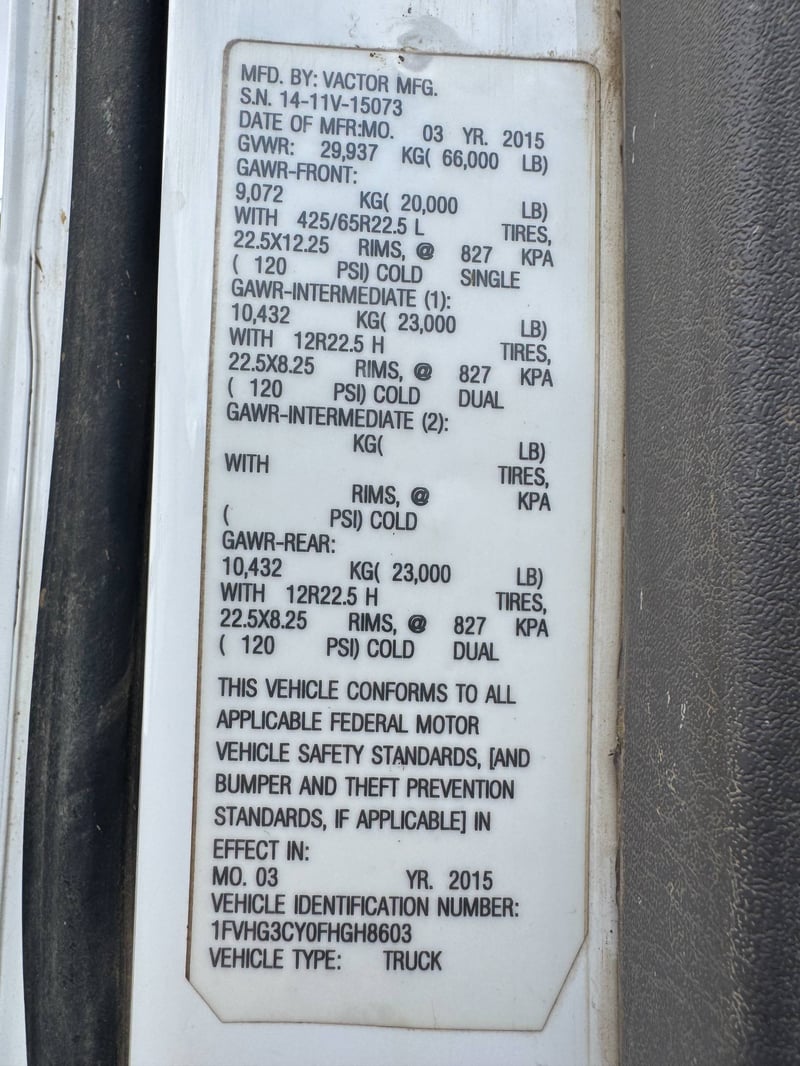 MFD. BY: VACTOR MFG.
S.N. 14-11V-15073
DATE OF MFR:MO. 03 YR. 2015
GVWR: 29,937 KG( 66,000 LB)
GAWR-FRONT:
9,072 KG( 20,000 LB)
WITH 425/65R22.5 L TIRES,
22.5X12.25 RIMS, @ 827 KPA
( 120 PSI) COLD SINGLE
GAWR-INTERMEDIATE (1):
10,432 KG( 23,000 LB)
WITH 12R22.5 H TIRES,
22.5X8.25 RIMS, @ 827 KPA
( 120 PSI) COLD DUAL
GAWR-INTERMEDIATE (2):
KG( LB)
WITH TIRES,
RIMS, @ KPA
( PSI) COLD
GAWR-REAR:
10,432 KG( 23,000 LB)
WITH 12R22.5 H TIRES,
22.5X8.25 RIMS, @ 827 KPA
( 120 PSI) COLD DUAL
THIS VEHICLE CONFORMS TO ALL
APPLICABLE FEDERAL MOTOR
VEHICLE SAFETY STANDARDS, [AND
BUMPER AND THEFT PREVENTION
STANDARDS, IF APPLICABLE] IN
EFFECT IN:
MO. 03 YR. 2015
VEHICLE IDENTIFICATION NUMBER:
1FVHG3CY0FHGH8603
VEHICLE TYPE: TRUCK